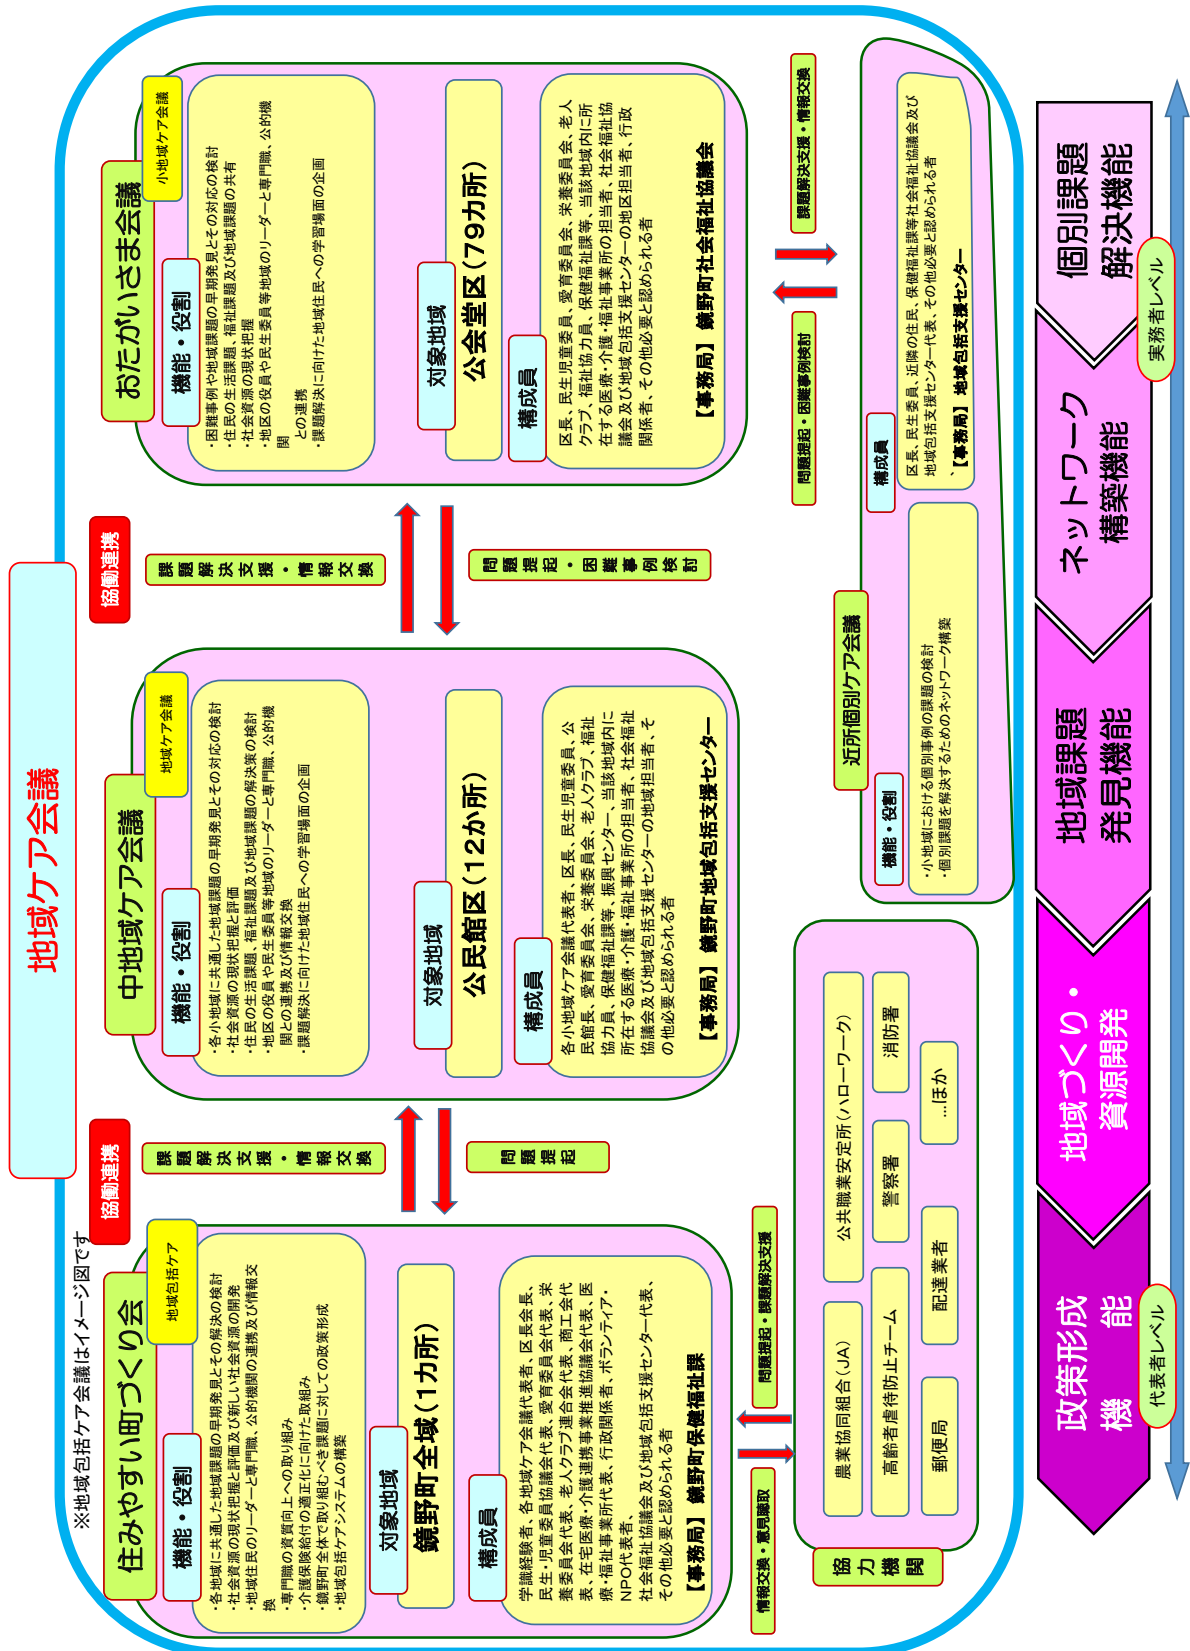 地域ケア会議
※地域包括ケア会議はイメージ図です
住みやすい町づくり会
地域包括ケア
機能・役割
・各地域に共通した地域課題の早期発見とその解決の検討
・社会資源の現状把握と評価及び新しい社会資源の開発
・地域住民のリーダーと専門職、公的機関の連携及び情報交
換
・専門職の資質向上への取り組み
・介護保険給付の適正化に向けた取組み
・鏡野町全体で取り組むべき課題に対しての政策形成
・地域包括ケアシステムの構築
対象地域
鏡野町全域(1カ所)
構成員
学識経験者、各地域ケア会議代表者、区長会長、
民生・児童委員協議会代表、愛育委員会代表、栄
養委員会代表、老人クラブ連合会代表、商工会代
表、在宅医療・介護連携事業推進協議会代表、医
療・福祉事業所代表、行政関係者、ボランティア・
NPO代表者、
社会福祉協議会及び地域包括支援センター代表、
その他必要と認められる者
【事務局】鏡野町保健福祉課
協働連携
課題解決支援・情報交換
問題提起
中地域ケア会議
地域ケア会議
機能・役割
・各小地域に共通した地域課題の早期発見とその対応の検討
・社会資源の現状把握と評価
・住民の生活課題、福祉課題及び地域課題の解決策の検討
・地区の役員や民生委員等地域のリーダーと専門職、公的機
関との連携及び情報交換
・課題解決に向けた地域住民への学習場面の企画
対象地域
公民館区(12か所)
構成員
各小地域ケア会議代表者、区長、民生児童委員、公
民館長、愛育委員会、栄養委員会、老人クラブ、福祉
協力員、保健福祉課等、振興センター、当該地域内に
所在する医療・介護・福祉事業所の担当者、社会福祉
協議会及び地域包括支援センターの地域担当者、そ
の他必要と認められる者
【事務局】鏡野町地域包括支援センター
協働連携
課題解決支援・情報交換
問題提起・困難事例検討
おたがいさま会議
小地域ケア会議
機能・役割
・困難事例や地域課題の早期発見とその対応の検討
・住民の生活課題、福祉課題及び地域課題の共有
・社会資源の現状把握
・地区の役員や民生委員等地域のリーダーと専門職、公的機
関
との連携
・課題解決に向けた地域住民への学習場面の企画
対象地域
公会堂区(79カ所)
構成員
区長、民生児童委員、愛育委員会、栄養委員会、老人
クラブ、福祉協力員、保健福祉課等、当該地域内に所
在する医療・介護・福祉事業所の担当者、社会福祉協
議会及び地域包括支援センターの地区担当者、行政
関係者、その他必要と認められる者
【事務局】鏡野町社会福祉協議会
情報交換・意見聴取
問題提起・課題解決支援
問題提起・困難事例検討
課題解決支援・情報交換
協力機関
農業協同組合(JA)
公共職業安定所(ハローワーク)
高齢者虐待防止チーム
警察署
消防署
郵便局
配達業者
…ほか
近所個別ケア会議
機能・役割
・小地域における個別事例の課題の検討
・個別課題を解決するためのネットワーク構築
構成員
区長、民生委員、近隣の住民、保健福祉課等社会福祉協議会及び
地域包括支援センター代表、その他必要と認められる者
、【事務局】地域包括支援センター
政策形成
機能
地域づくり・
資源開発
地域課題
発見機能
ネットワーク
構築機能
個別課題
解決機能
代表者レベル
実務者レベル